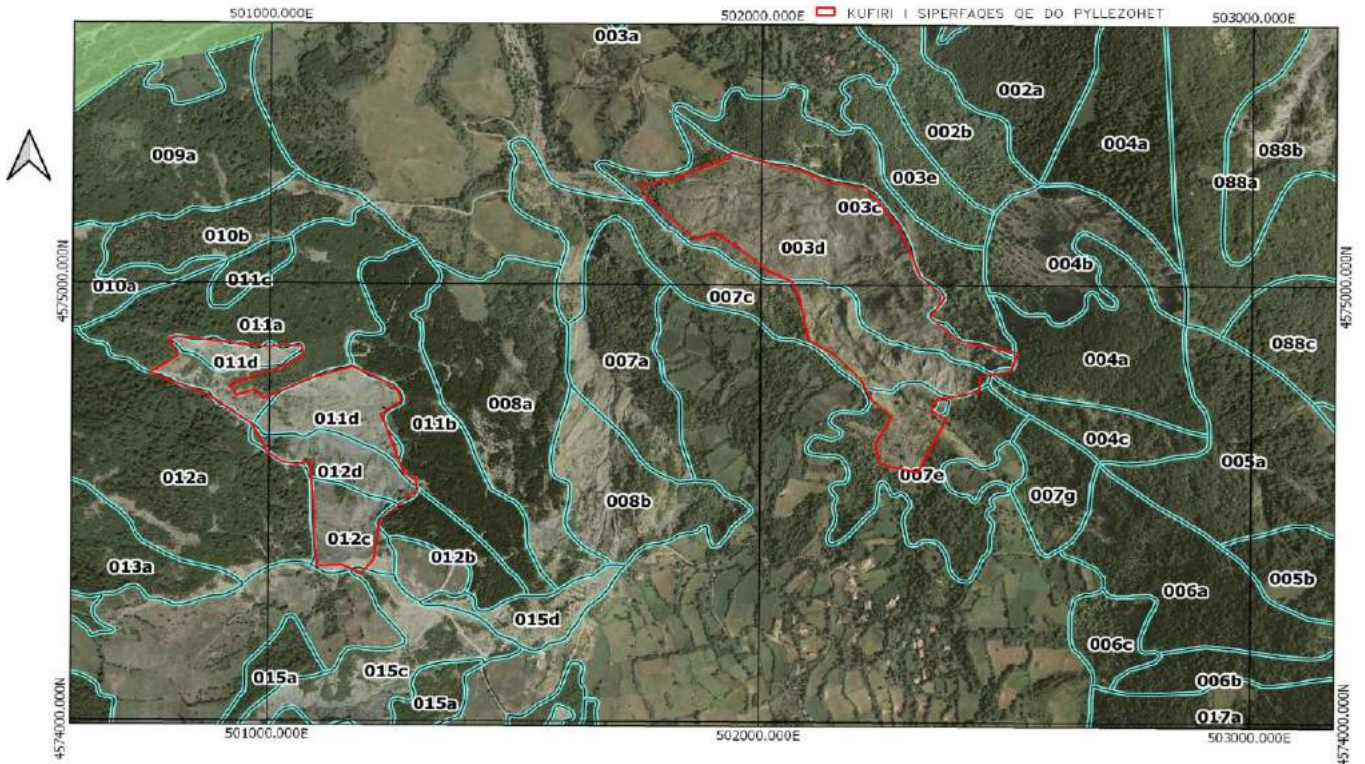 501000.000E
502000.000E
KUFIRI I SIPERFAQES QE DO PYLLEZOHET
503000.000E
003a
002a
002b
004a
088b
009a
003e
088a
003c
010b
003d
004b
010a
011c
007c
4575000.000N
4575000.000N
011a
088c
011d
007a
004a
008a
011d
011b
004c
005a
012a
012d
007e
007g
008b
012c
012b
013a
005b
006a
015d
006c
015a
015c
015a
006b
017a
4574000.000N
4574000.000N
501000.000E
502000.000E
503000.000E